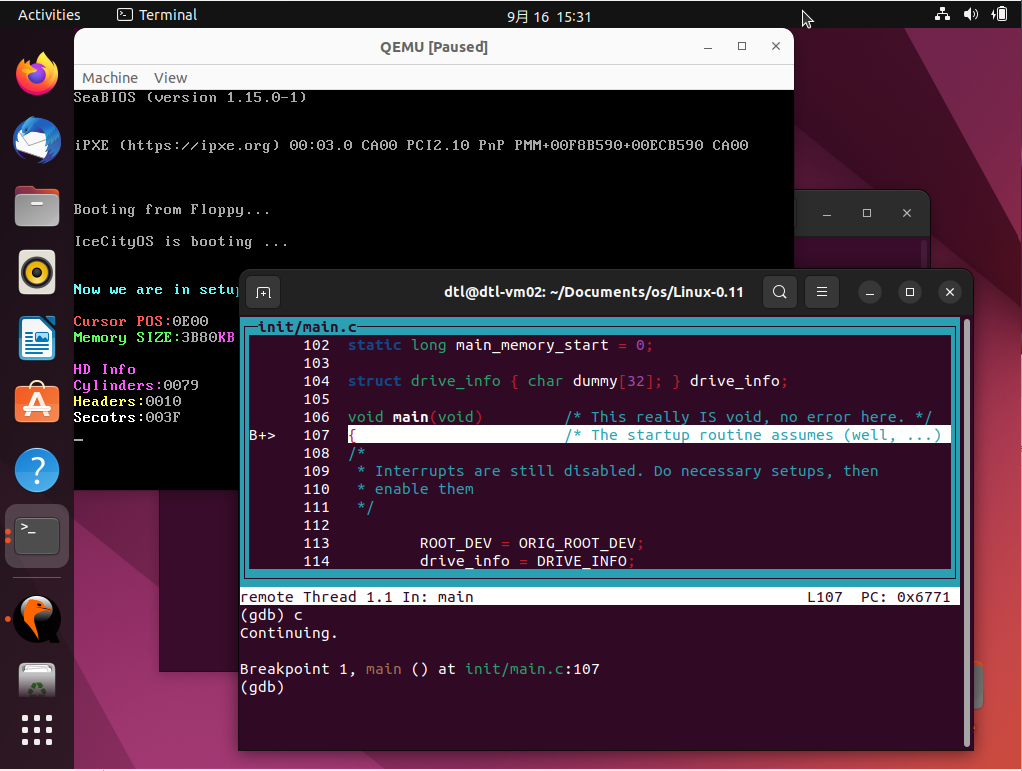 Activities Terminal 9月 16 15:31
QEMU [Paused]
Machine View
SeaBIOS (version 1.15.0-1)
iPXE (https://ipxe.org) 00:03.0 CA00 PCI2.10 PnP PMM+00F8B590+00ECB590 CA00
Booting from Floppy...
IceCityOS is booting ...
Now we are in setup
Cursor POS:0E00
Memory SIZE:3B80KB
HD Info
Cylinders:0079
Headers:0010
Secotrs:003F
dtl@dtl-vm02: ~/Documents/os/Linux-0.11
init/main.c
102 static long main_memory_start = 0;
103
104 struct drive_info { char dummy[32]; } drive_info;
105
106 void main(void) /* This really IS void, no error here. */
B+> 107 { /* The startup routine assumes (well, ...)
108 /*
109 * Interrupts are still disabled. Do necessary setups, then
110 * enable them
111 */
112
113 ROOT_DEV = ORIG_ROOT_DEV;
114 drive_info = DRIVE_INFO;
remote Thread 1.1 In: main L107 PC: 0x6771
(gdb) c
Continuing.
Breakpoint 1, main () at init/main.c:107
(gdb)